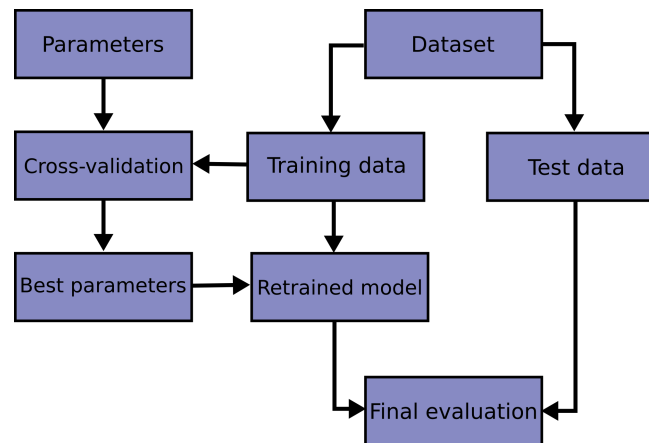 Parameters
Dataset
Cross-validation
Training data
Test data
Best parameters
Retrained model
Final evaluation